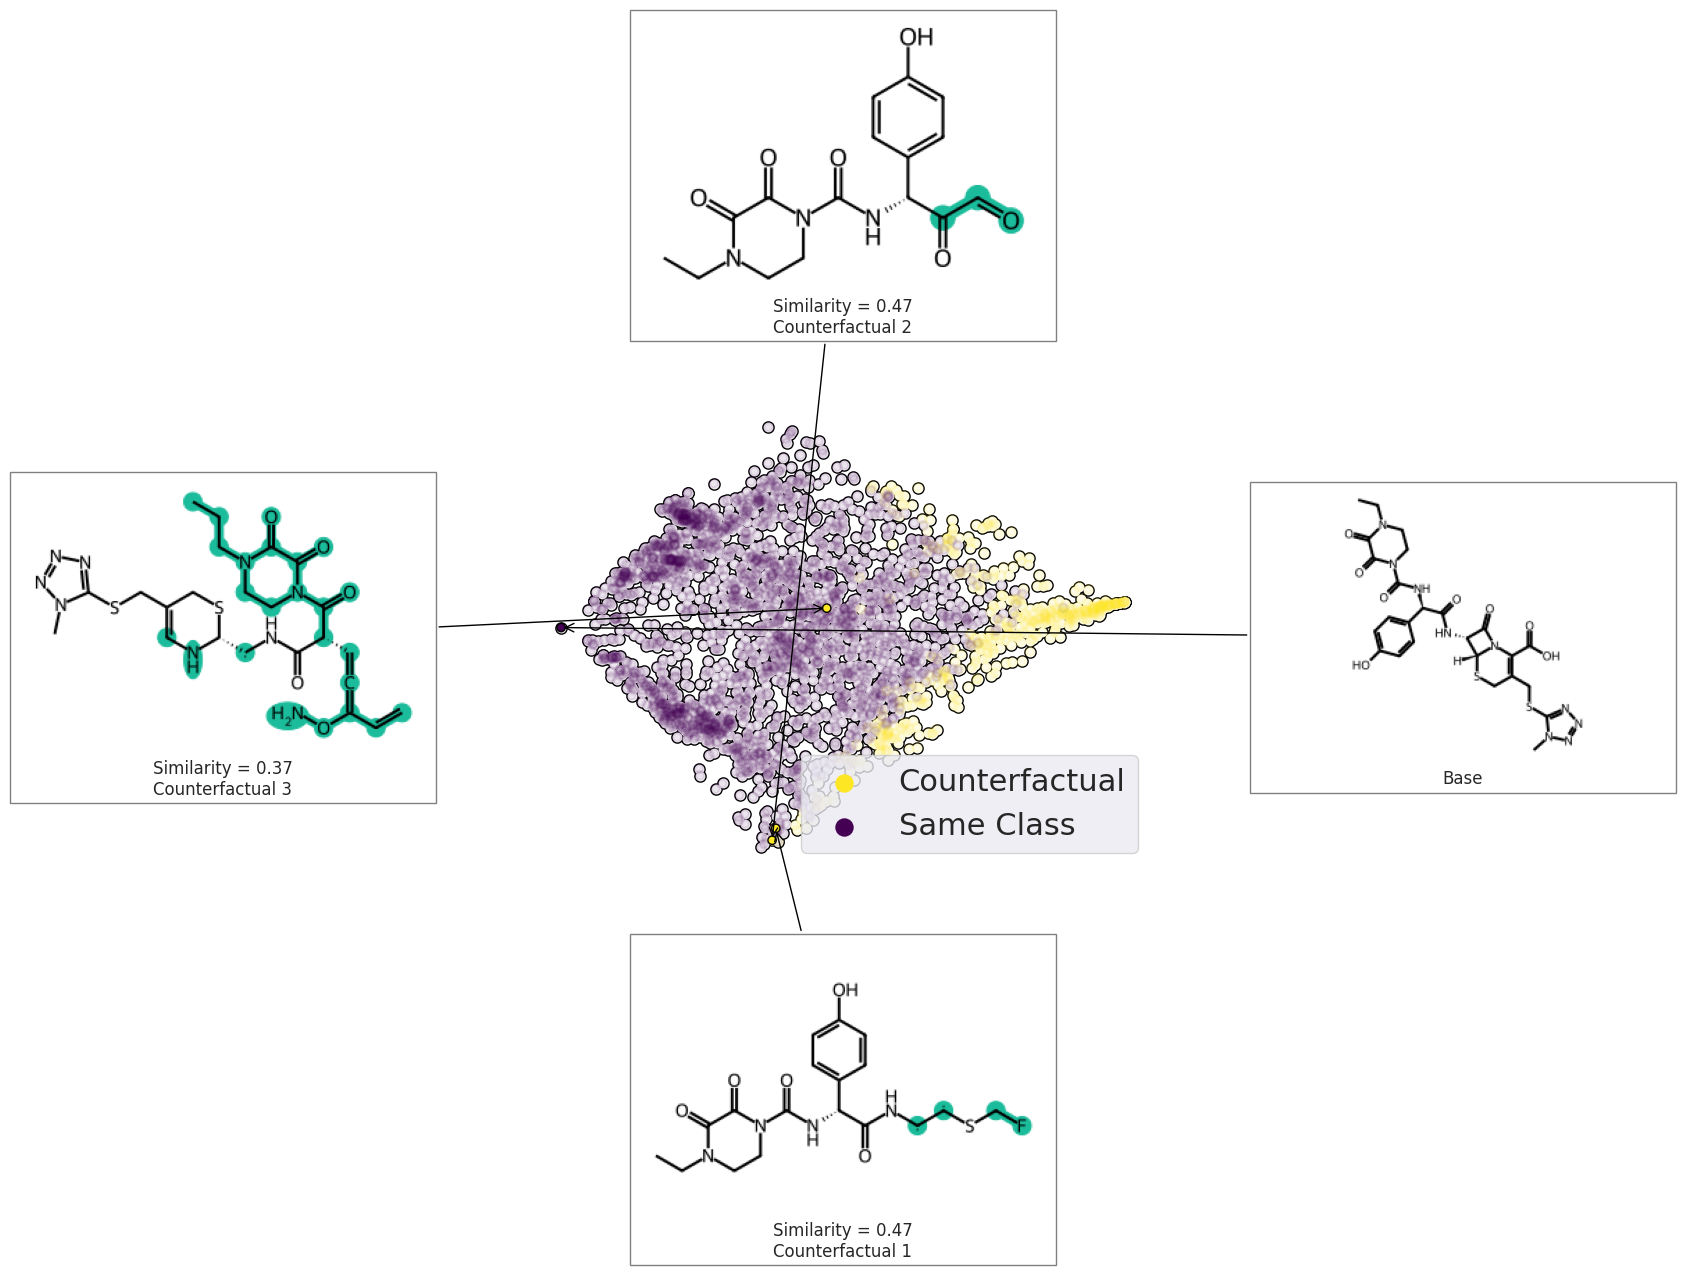 OH
O
O
O
N
N
N
H
O
O
Similarity = 0.47
Counterfactual 2
O
O
O
N
N
N
N
N
N
S
S
N
H
H
N
O
C
H2N
O
Similarity = 0.37
Counterfactual 3
N
O
O
N
O
NH
O
O
HN
N
O
OH
HO
H
S
S
N
N
N
N
Base
Counterfactual
Same Class
OH
O
O
O
H
N
N
N
H
N
O
S
F
Similarity = 0.47
Counterfactual 1